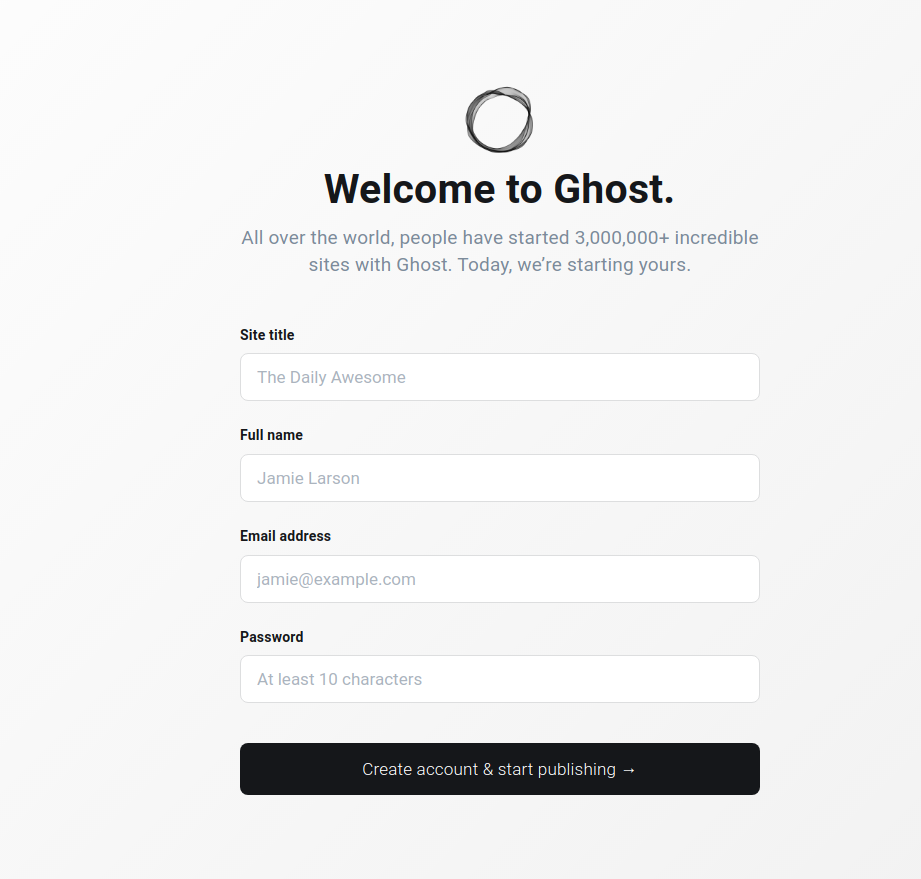 Welcome to Ghost.
All over the world, people have started 3,000,000+ incredible
sites with Ghost. Today, we’re starting yours.
Site title
The Daily Awesome
Full name
Jamie Larson
Email address
jamie@example.com
Password
At least 10 characters
Create account & start publishing →